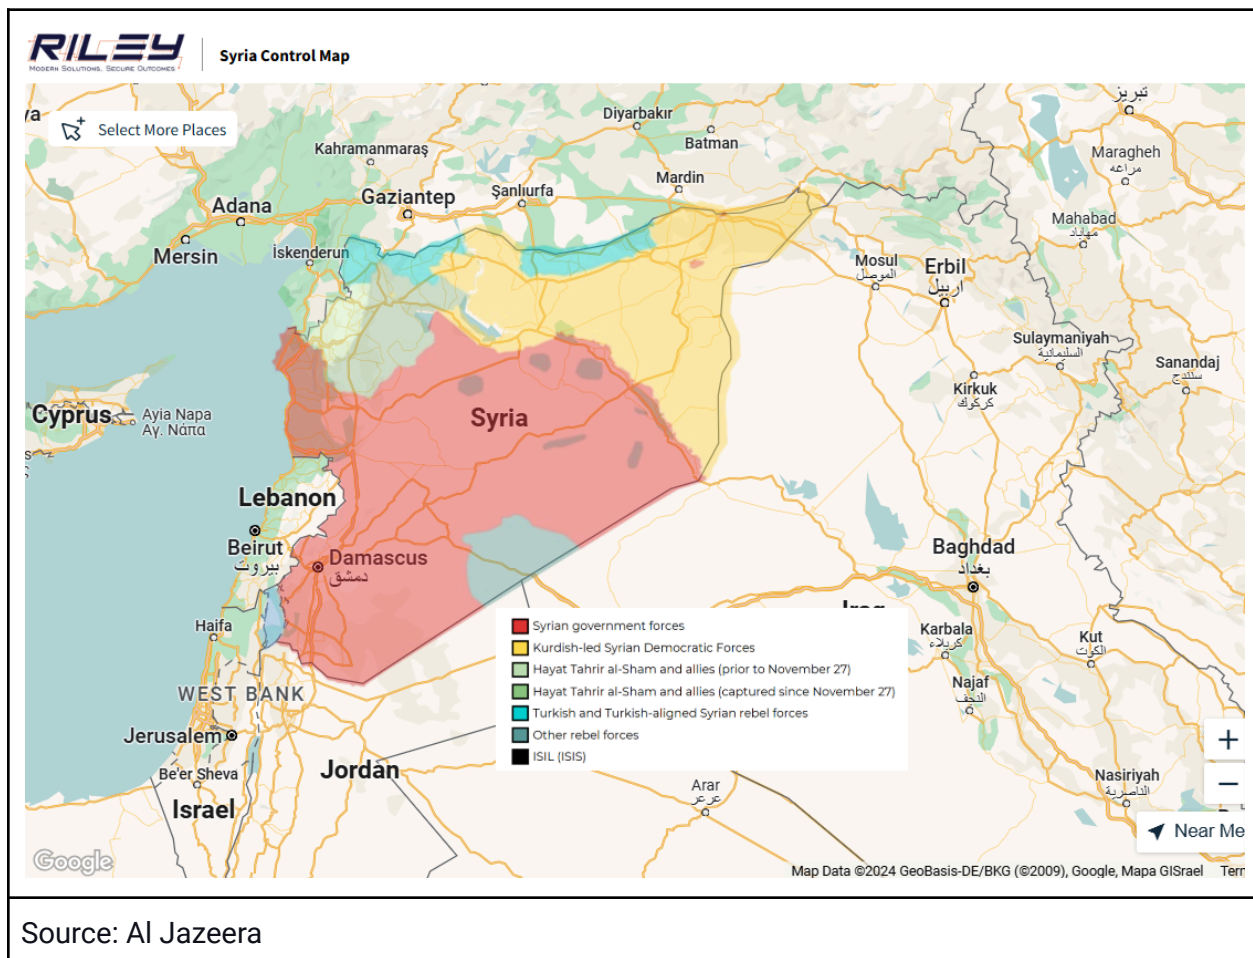 RILEY
MODERN SOLUTIONS, SECURE OUTCOMES
Syria Control Map
ya
Select More Places
Diyarbakır
تبریز
Batman
Kahramanmaraş
Maragheh
مراغه
Mardin
Gaziantep
Şanlıurfa
Adana
Mahabad
مهاباد
Mersin
İskenderun
Mosul
الموصل
Erbil
أربيل
Sulaymaniyah
السليمانية
Sanandaj
سنندج
Kirkuk
كركوك
Cyprus
Ayia Napa
Αγ. Νάπα
Syria
Lebanon
Beirut
بيروت
Damascus
دمشق
Baghdad
بغداد
Iraq
Haifa
Karbala
كربلاء
Kut
الكوت
Najaf
النجف
WEST BANK
Jerusalem
Be'er Sheva
Israel
Jordan
Arar
عرعر
Nasiriyah
الناصرية
Syrian government forces
Kurdish-led Syrian Democratic Forces
Hayat Tahrir al-Sham and allies (prior to November 27)
Hayat Tahrir al-Sham and allies (captured since November 27)
Turkish and Turkish-aligned Syrian rebel forces
Other rebel forces
ISIL (ISIS)
+
−
Near Me
Google
Map Data ©2024 GeoBasis-DE/BKG (©2009), Google, Mapa GISrael
Terr
Source: Al Jazeera